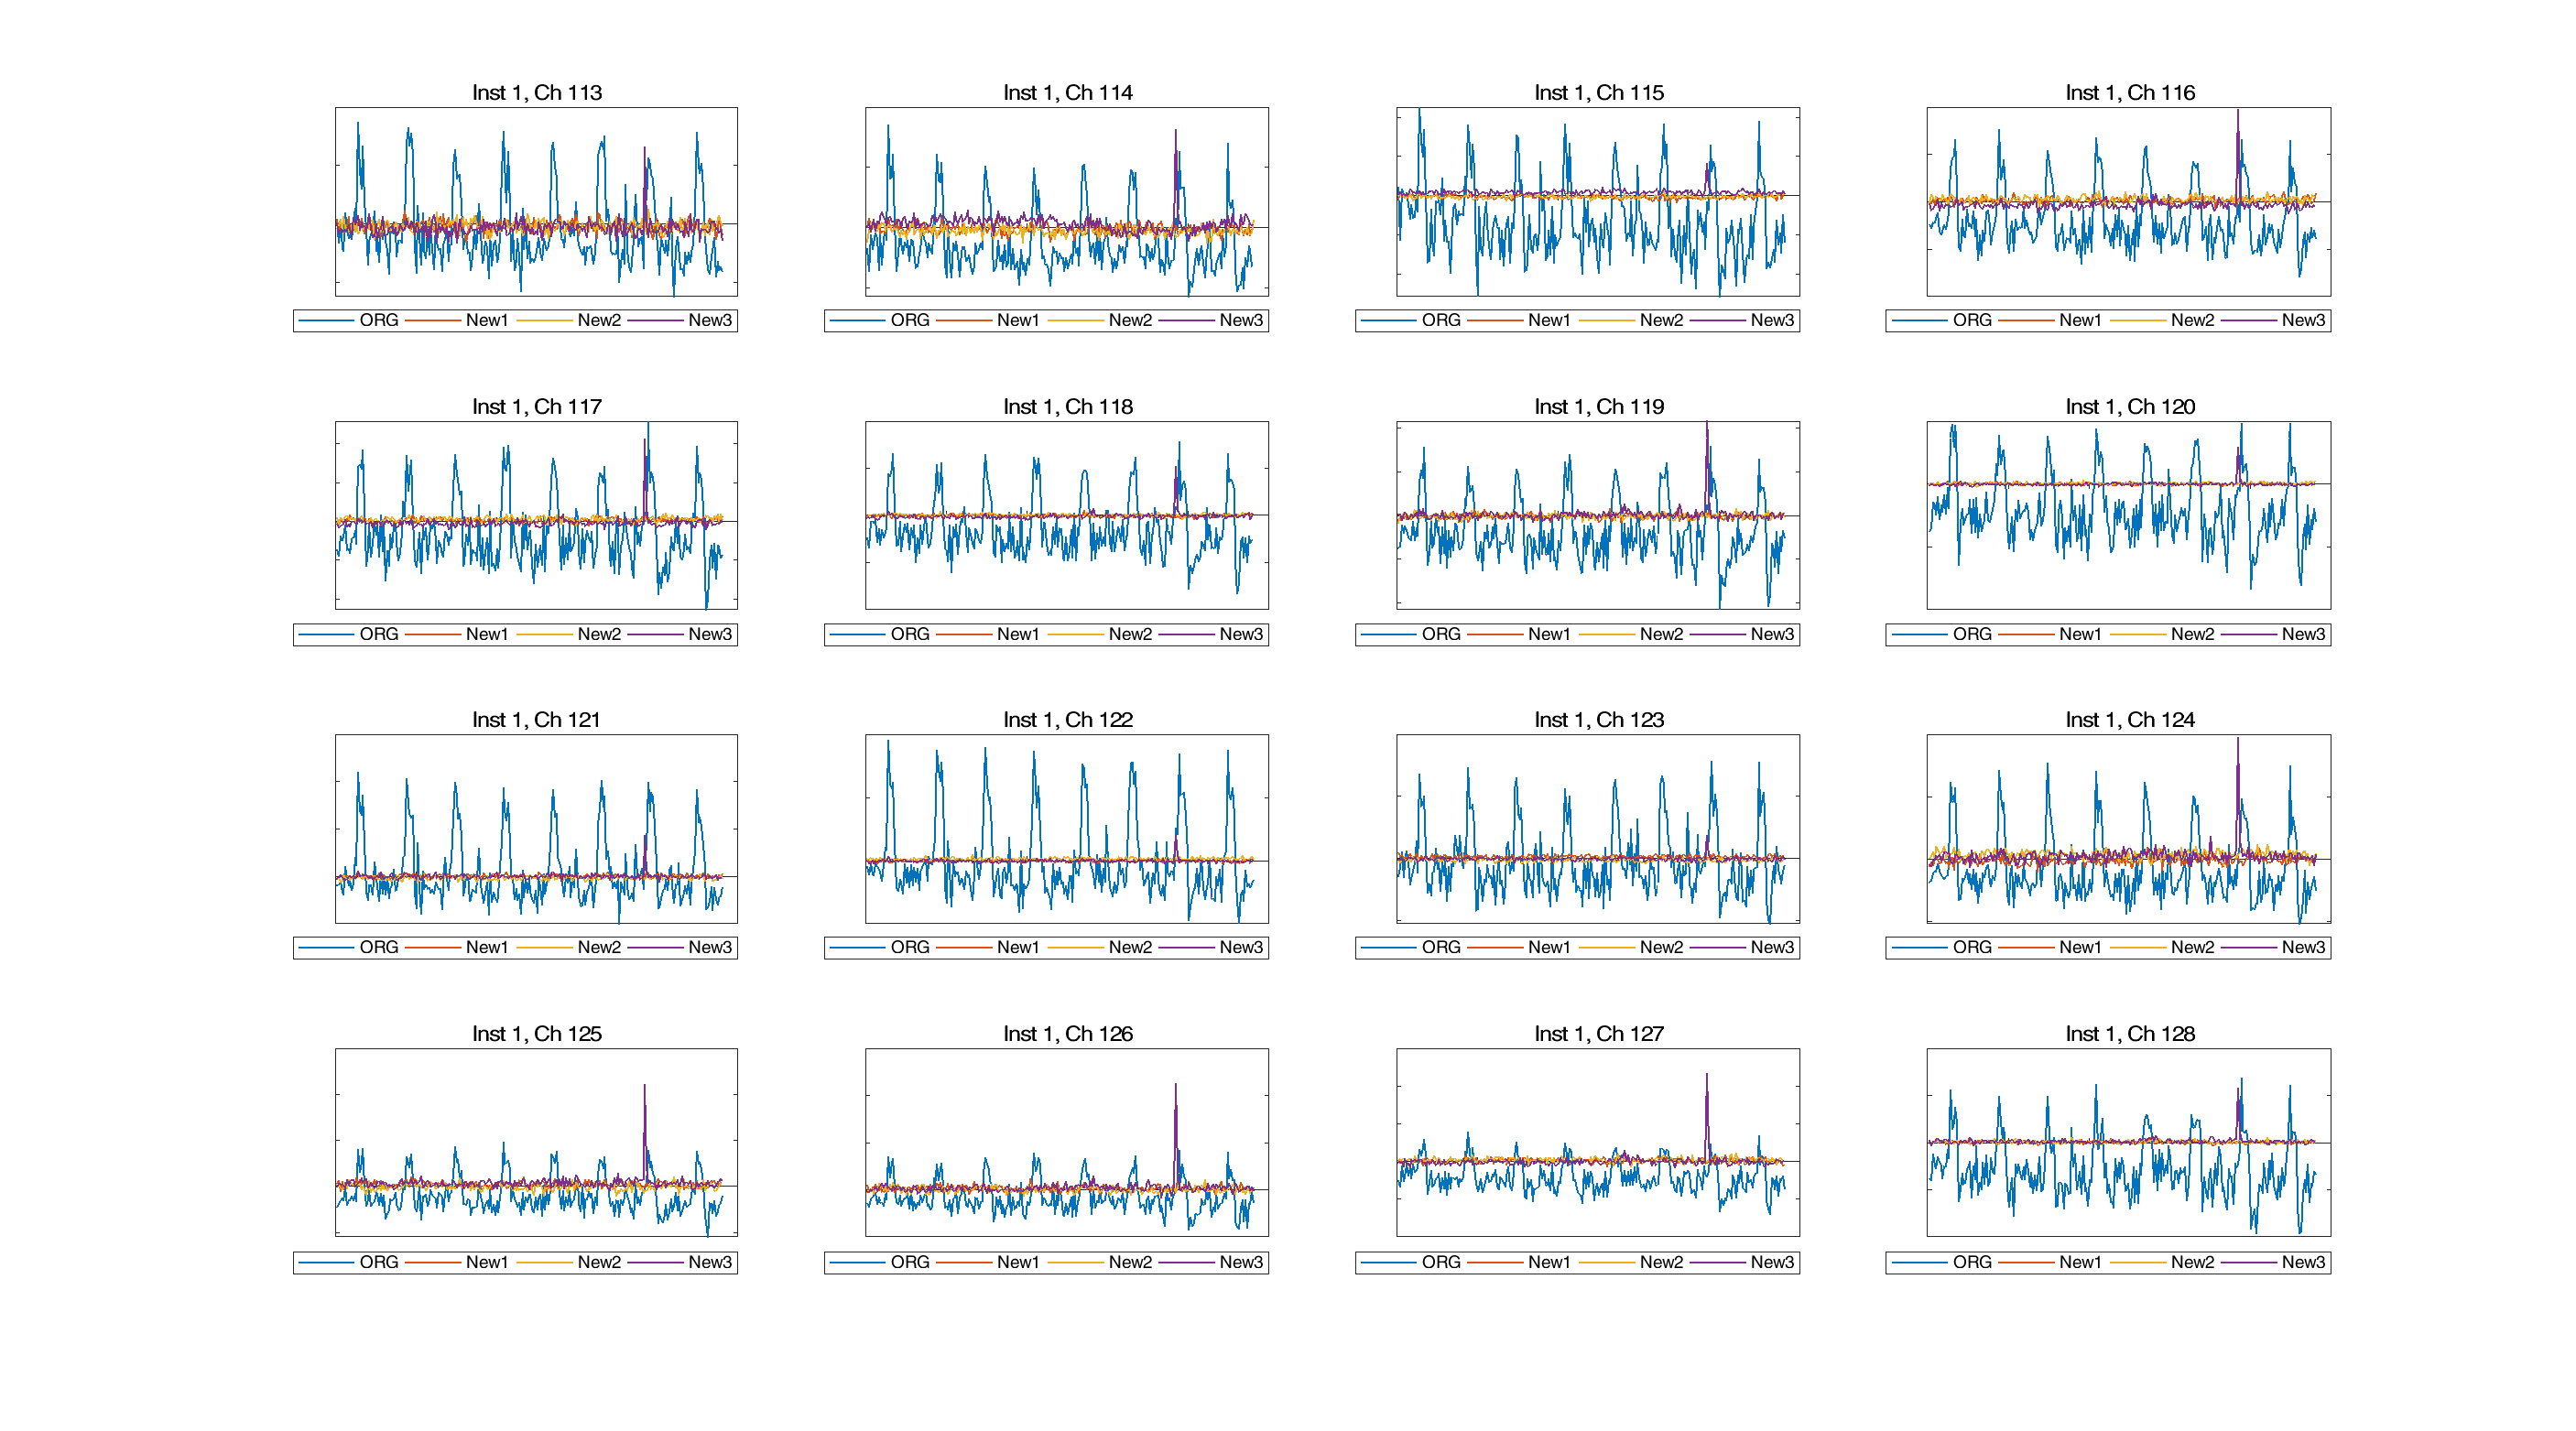 Inst 1, Ch 113
ORG New1 New2 New3
Inst 1, Ch 114
ORG New1 New2 New3
Inst 1, Ch 115
ORG New1 New2 New3
Inst 1, Ch 116
ORG New1 New2 New3
Inst 1, Ch 117
ORG New1 New2 New3
Inst 1, Ch 118
ORG New1 New2 New3
Inst 1, Ch 119
ORG New1 New2 New3
Inst 1, Ch 120
ORG New1 New2 New3
Inst 1, Ch 121
ORG New1 New2 New3
Inst 1, Ch 122
ORG New1 New2 New3
Inst 1, Ch 123
ORG New1 New2 New3
Inst 1, Ch 124
ORG New1 New2 New3
Inst 1, Ch 125
ORG New1 New2 New3
Inst 1, Ch 126
ORG New1 New2 New3
Inst 1, Ch 127
ORG New1 New2 New3
Inst 1, Ch 128
ORG New1 New2 New3